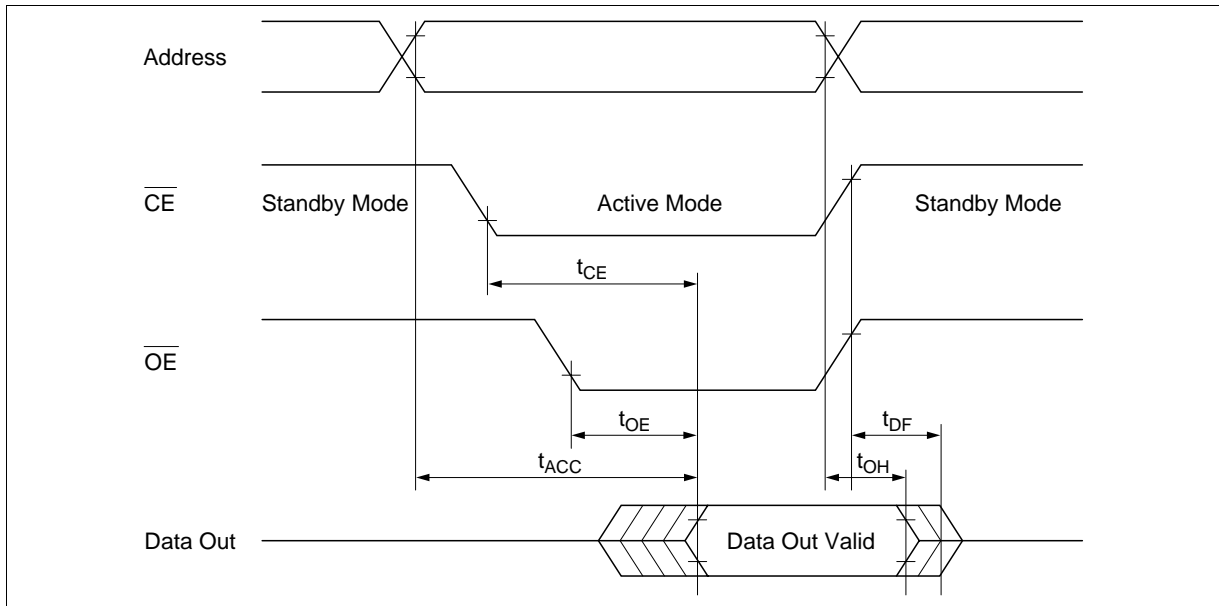 Address
CE
Standby Mode Active Mode Standby Mode
tCE
OE
tOE
tDF
tACC
tOH
Data Out
Data Out Valid